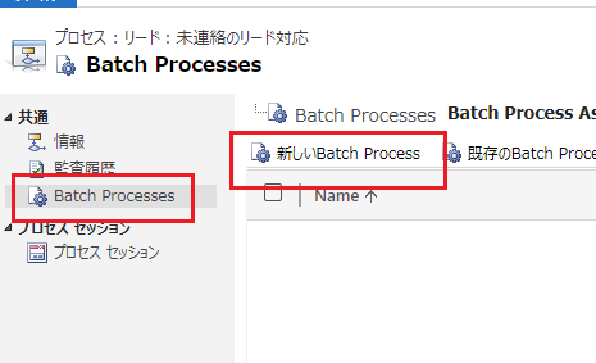 プロセス : リード : 未連絡のリード対応
Batch Processes
共通
情報
監査履歴
Batch Processes
プロセス セッション
プロセス セッション
Batch Processes Batch Process As
新しいBatch Process 既存のBatch Proce
Name ↑